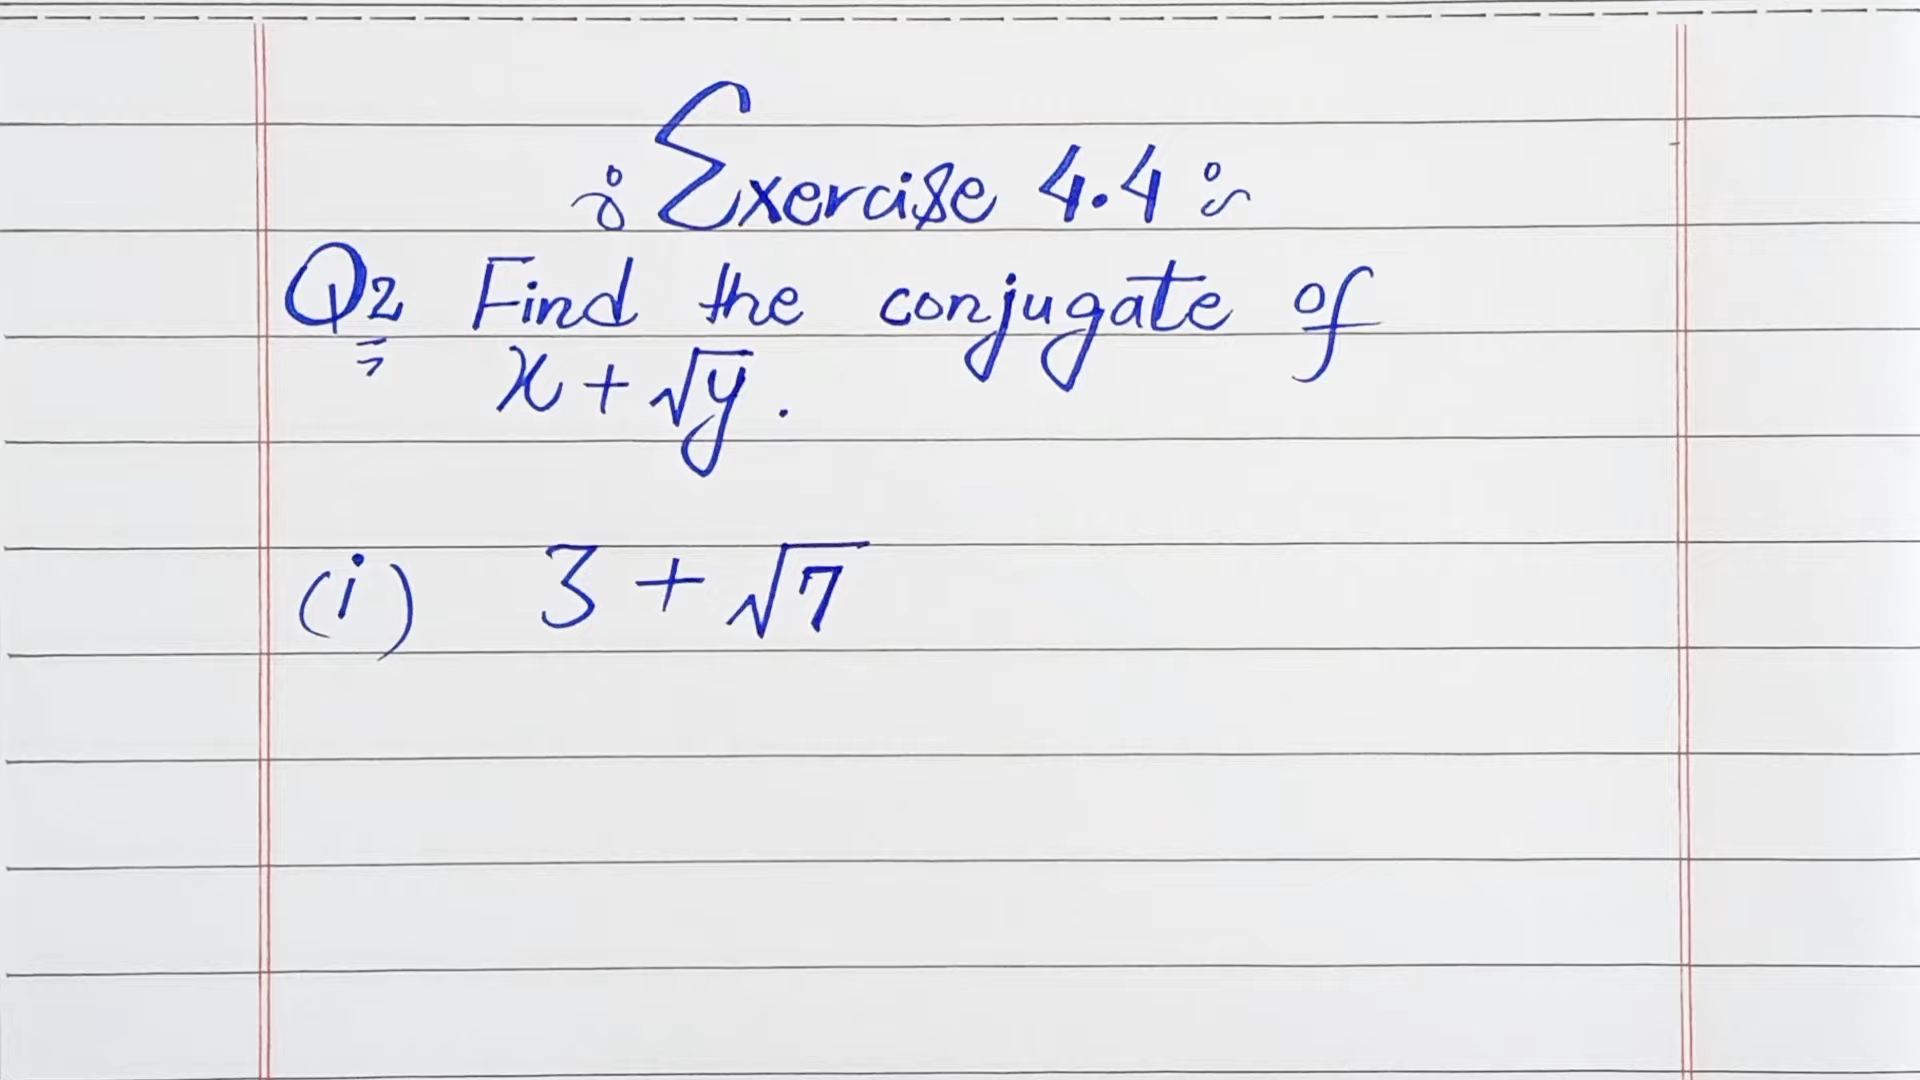 Exercise 4.4
Q2 Find the conjugate of
x + √y.
(i) 3 + √7